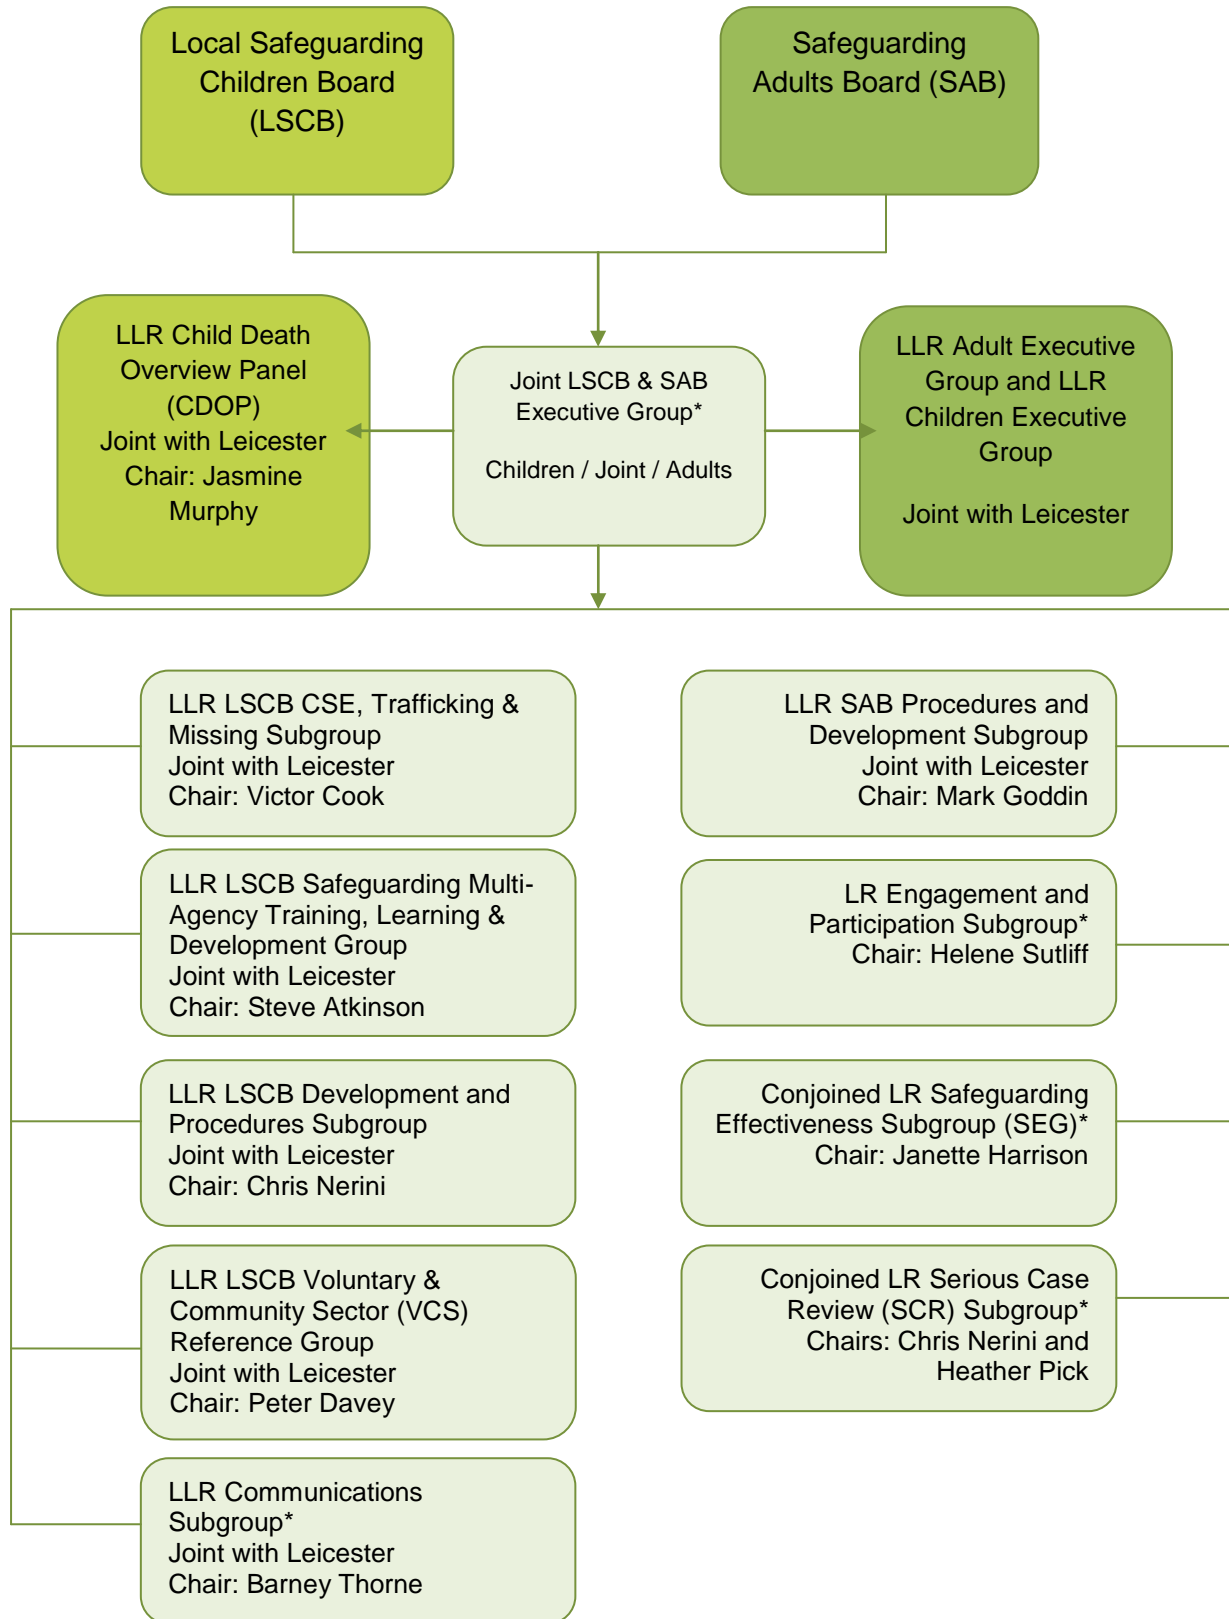 Local Safeguarding
Children Board
(LSCB)
Safeguarding
Adults Board (SAB)
LLR Child Death
Overview Panel
(CDOP)
Joint with Leicester
Chair: Jasmine
Murphy
Joint LSCB & SAB
Executive Group*
Children / Joint / Adults
LLR Adult Executive
Group and LLR
Children Executive
Group
Joint with Leicester
LLR LSCB CSE, Trafficking &
Missing Subgroup
Joint with Leicester
Chair: Victor Cook
LLR SAB Procedures and
Development Subgroup
Joint with Leicester
Chair: Mark Goddin
LLR LSCB Safeguarding Multi-
Agency Training, Learning &
Development Group
Joint with Leicester
Chair: Steve Atkinson
LR Engagement and
Participation Subgroup*
Chair: Helene Sutliff
LLR LSCB Development and
Procedures Subgroup
Joint with Leicester
Chair: Chris Nerini
Conjoined LR Safeguarding
Effectiveness Subgroup (SEG)*
Chair: Janette Harrison
LLR LSCB Voluntary &
Community Sector (VCS)
Reference Group
Joint with Leicester
Chair: Peter Davey
Conjoined LR Serious Case
Review (SCR) Subgroup*
Chairs: Chris Nerini and
Heather Pick
LLR Communications
Subgroup*
Joint with Leicester
Chair: Barney Thorne